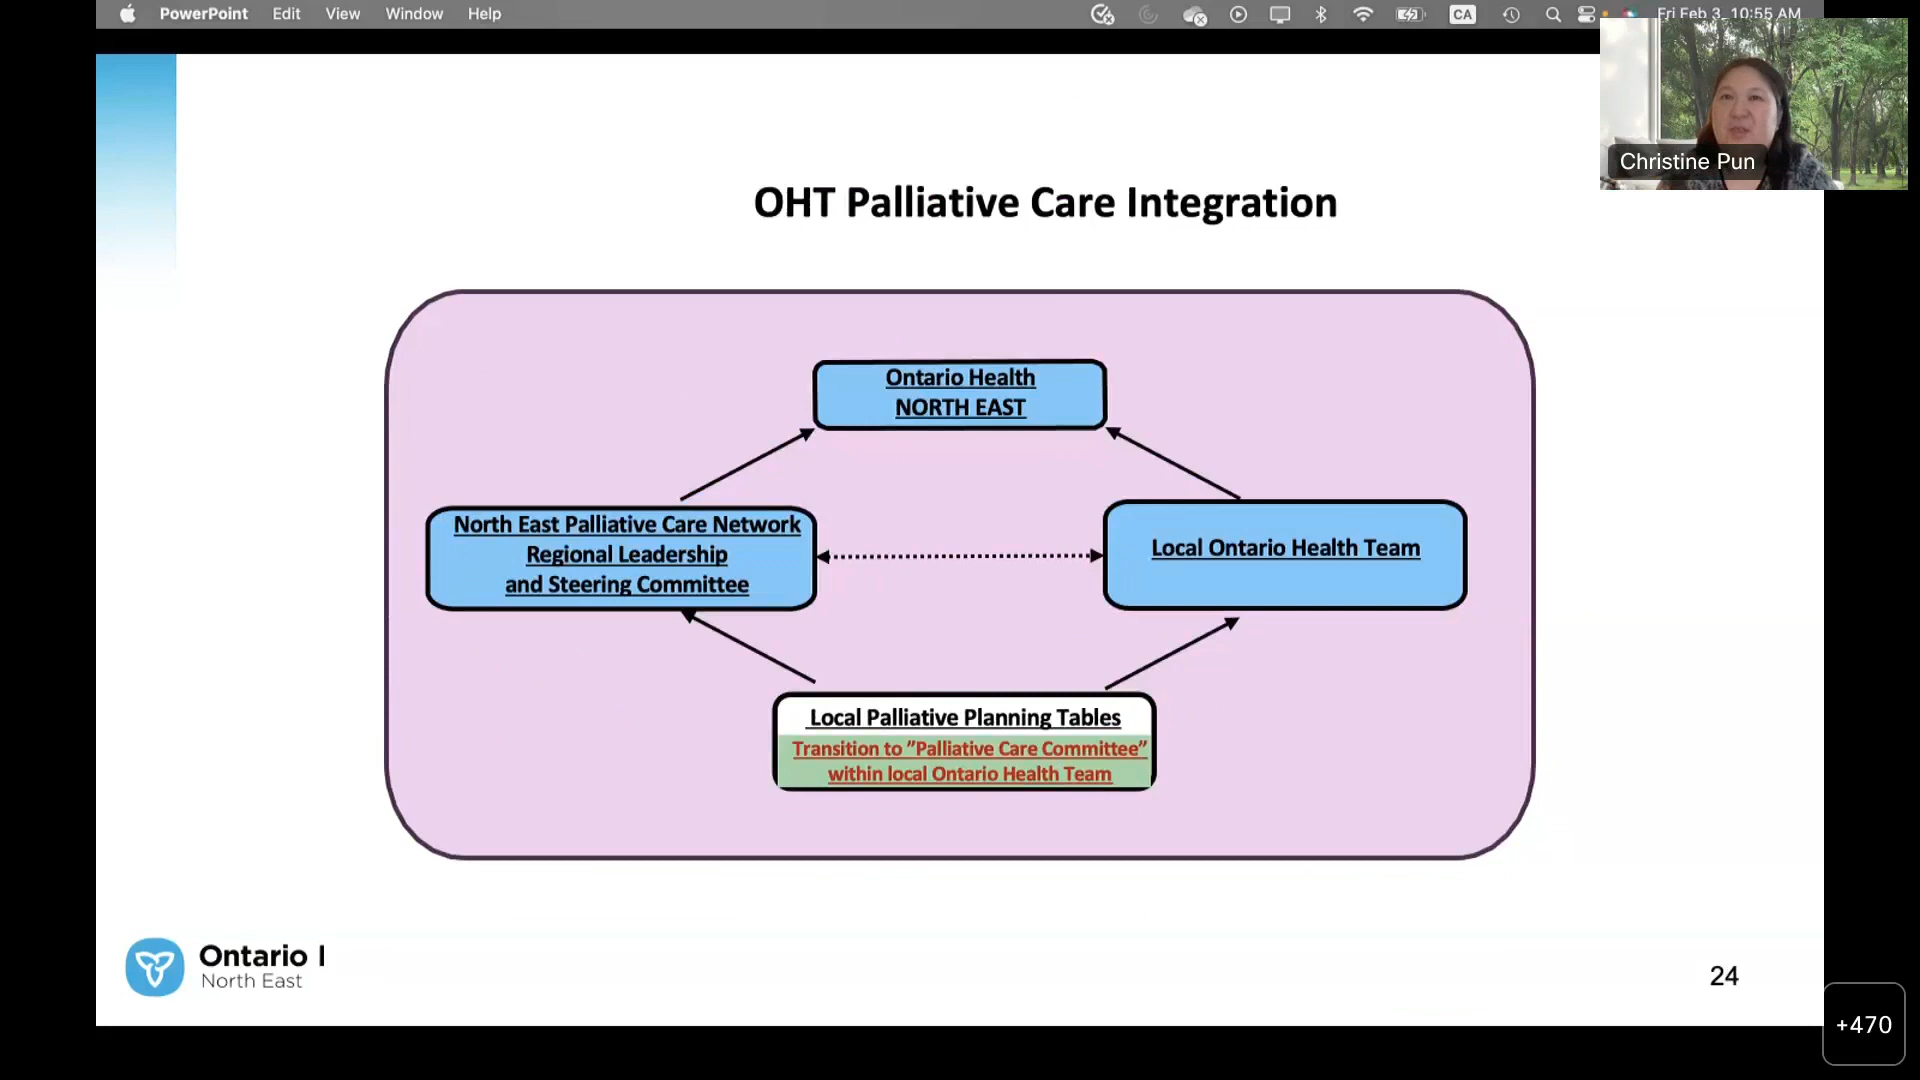 PowerPoint Edit View Window Help CA Fri Feb 3 10:55 AM
Christine Pun
OHT Palliative Care Integration
Ontario Health
NORTH EAST
North East Palliative Care Network
Regional Leadership
and Steering Committee
Local Ontario Health Team
Local Palliative Planning Tables
Transition to ”Palliative Care Committee”
within local Ontario Health Team
Ontario
North East
24
+470